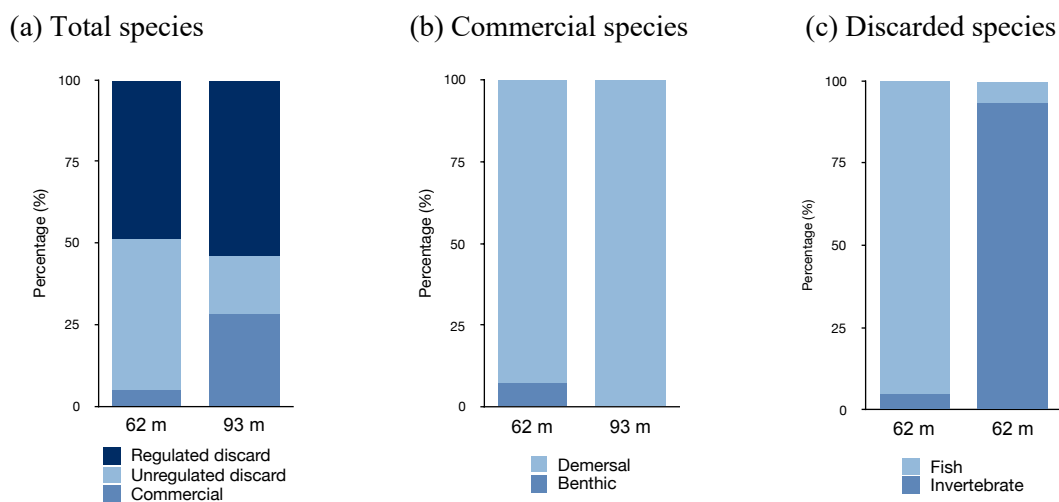 (a) Total species
(b) Commercial species
(c) Discarded species
100
75
50
25
0
Percentage (%)
62 m
93 m
Regulated discard
Unregulated discard
Commercial
100
75
50
25
0
Percentage (%)
62 m
93 m
Demersal
Benthic
100
75
50
25
0
Percentage (%)
62 m
62 m
Fish
Invertebrate